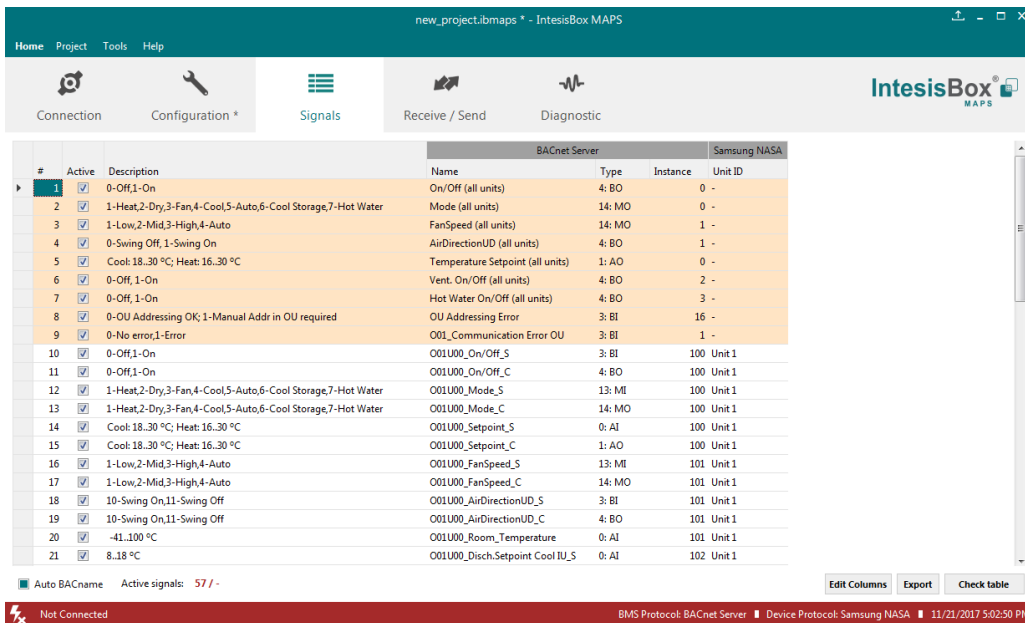 new_project.ibmaps * - IntesisBox MAPS
Home Project Tools Help
Connection Configuration * Signals Receive / Send Diagnostic
IntesisBox® MAPS
BACnet Server Samsung NASA
# Active Description Name Type Instance Unit ID
1 0-Off,1-On On/Off (all units) 4: BO 0 -
2 1-Heat,2-Dry,3-Fan,4-Cool,5-Auto,6-Cool Storage,7-Hot Water Mode (all units) 14: MO 0 -
3 1-Low,2-Mid,3-High,4-Auto FanSpeed (all units) 14: MO 1 -
4 0-Swing Off, 1-Swing On AirDirectionUD (all units) 4: BO 1 -
5 Cool: 18..30 °C; Heat: 16..30 °C Temperature Setpoint (all units) 1: AO 0 -
6 0-Off, 1-On Vent. On/Off (all units) 4: BO 2 -
7 0-Off, 1-On Hot Water On/Off (all units) 4: BO 3 -
8 0-OU Addressing OK; 1-Manual Addr in OU required OU Addressing Error 3: BI 16 -
9 0-No error,1-Error O01_Communication Error OU 3: BI 1 -
10 0-Off,1-On O01U00_On/Off_S 3: BI 100 Unit 1
11 0-Off,1-On O01U00_On/Off_C 4: BO 100 Unit 1
12 1-Heat,2-Dry,3-Fan,4-Cool,5-Auto,6-Cool Storage,7-Hot Water O01U00_Mode_S 13: MI 100 Unit 1
13 1-Heat,2-Dry,3-Fan,4-Cool,5-Auto,6-Cool Storage,7-Hot Water O01U00_Mode_C 14: MO 100 Unit 1
14 Cool: 18..30 °C; Heat: 16..30 °C O01U00_Setpoint_S 0: AI 100 Unit 1
15 Cool: 18..30 °C; Heat: 16..30 °C O01U00_Setpoint_C 1: AO 100 Unit 1
16 1-Low,2-Mid,3-High,4-Auto O01U00_FanSpeed_S 13: MI 101 Unit 1
17 1-Low,2-Mid,3-High,4-Auto O01U00_FanSpeed_C 14: MO 101 Unit 1
18 10-Swing On,11-Swing Off O01U00_AirDirectionUD_S 3: BI 101 Unit 1
19 10-Swing On,11-Swing Off O01U00_AirDirectionUD_C 4: BO 101 Unit 1
20 -41..100 °C O01U00_Room_Temperature 0: AI 101 Unit 1
21 8..18 °C O01U00_Disch.Setpoint Cool IU_S 0: AI 102 Unit 1
Auto BACname Active signals: 57 / - Edit Columns Export Check table
Not Connected BMS Protocol: BACnet Server Device Protocol: Samsung NASA 11/21/2017 5:02:50 PM